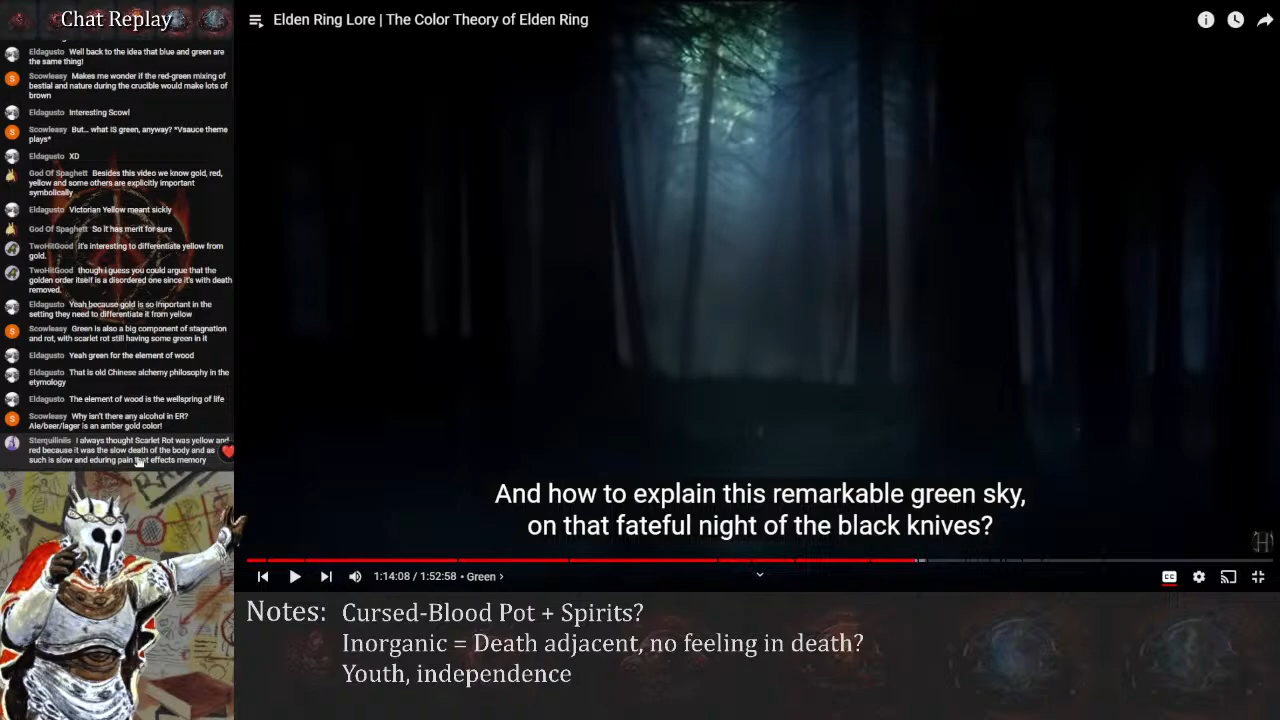 Chat Replay
Eldagusto Well back to the idea that blue and green are
the same thing!
Scowleasy Makes me wonder if the red-green mixing of
bestial and nature during the crucible would make lots of
brown
Eldagusto Interesting Scowl
Scowleasy But... what IS green, anyway? *Vsauce theme
plays*
Eldagusto XD
God Of Spaghett Besides this video we know gold, red,
yellow and some others are explicitly important
symbolically
Eldagusto Victorian Yellow meant sickly
God Of Spaghett So it has merit for sure
TwoHitGood it's interesting to differentiate yellow from
gold.
TwoHitGood though I guess you could argue that the
golden order itself is a disordered one since it's with death
removed.
Eldagusto Yeah because gold is so important in the
setting they need to differentiate it from yellow
Scowleasy Green is also a big component of stagnation
and rot, with scarlet rot still having some green in it
Eldagusto Yeah green for the element of wood
Eldagusto That is old Chinese alchemy philosophy in the
etymology
Eldagusto The element of wood is the wellspring of life
Scowleasy Why isn't there any alcohol in ER?
Ale/beer/lager is an amber gold color!
Sterquiliniis I always thought Scarlet Rot was yellow and
red because it was the slow death of the body and as
such is slow and eduring pain that effects memory
Elden Ring Lore | The Color Theory of Elden Ring
And how to explain this remarkable green sky,
on that fateful night of the black knives?
1:14:08 / 1:52:58 • Green >
CC
Notes: Cursed-Blood Pot + Spirits?
Inorganic = Death adjacent, no feeling in death?
Youth, independence